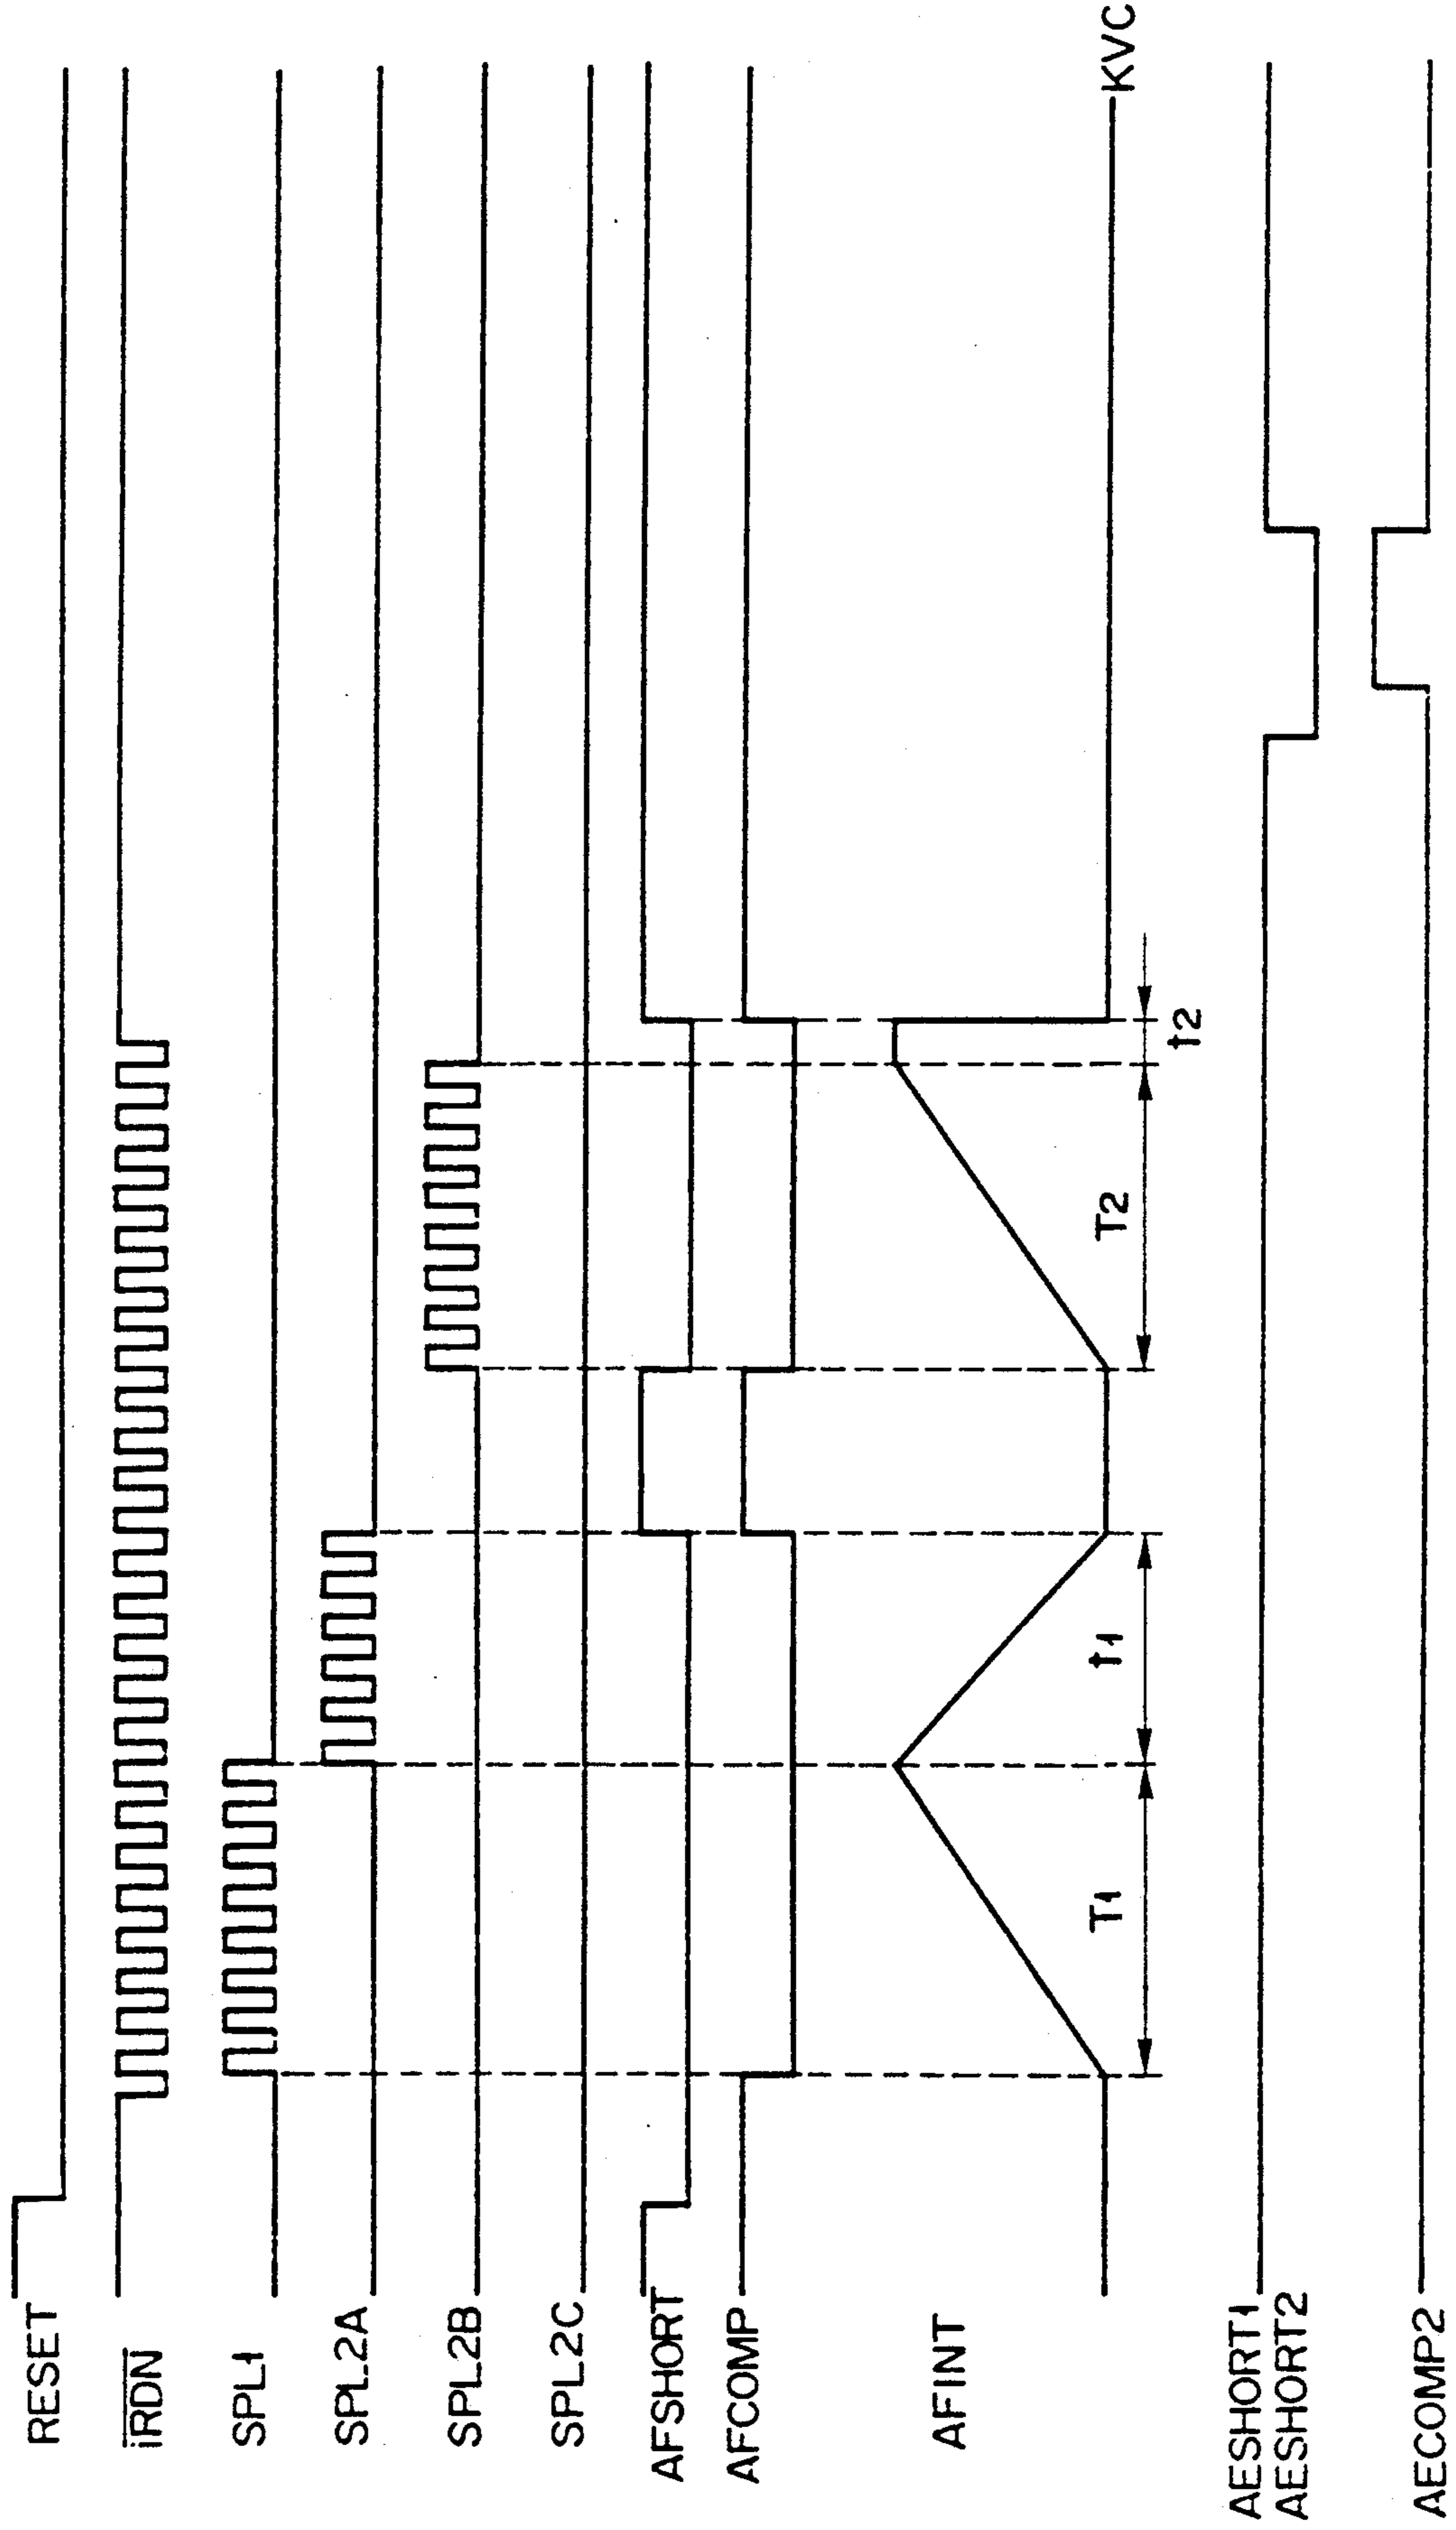 RESET
iRDN
SPL1
SPL2A
SPL2B
SPL2C
AFSHORT
AFCOMP
AFINT
T1
t1
T2
t2
KVC
AESHORT1
AESHORT2
AECOMP2